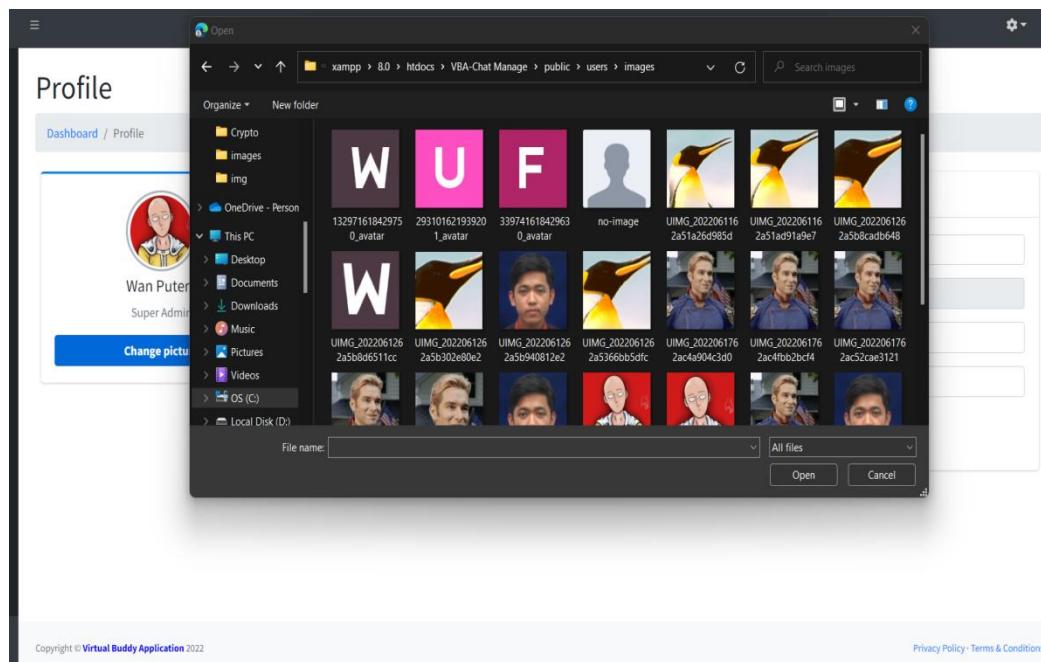 Open
xampp > 8.0 > htdocs > VBA-Chat Manage > public > users > images
Search images
Organize
New folder
Profile
Dashboard / Profile
Wan Puter
Super Admin
Change pictu
Crypto
images
img
OneDrive - Person
This PC
Desktop
Documents
Downloads
Music
Pictures
Videos
OS (C:)
Local Disk (D:)
W
U
F
13297161842975
0_avatar
29310162193920
1_avatar
33974161842963
0_avatar
no-image
UIMG_202206116
2a51a26d985d
UIMG_202206116
2a51ad91a9e7
UIMG_202206126
2a5b8cadb648
W
UIMG_202206126
2a5b8d6511cc
UIMG_202206126
2a5b302e80e2
UIMG_202206126
2a5b940812e2
UIMG_202206126
2a5366bb5dfc
UIMG_202206176
2ac4a904c3d0
UIMG_202206176
2ac4fbb2bcf4
UIMG_202206176
2ac52cae3121
File name:
All files
Open
Cancel
Copyright © Virtual Buddy Application 2022
Privacy Policy · Terms & Condition